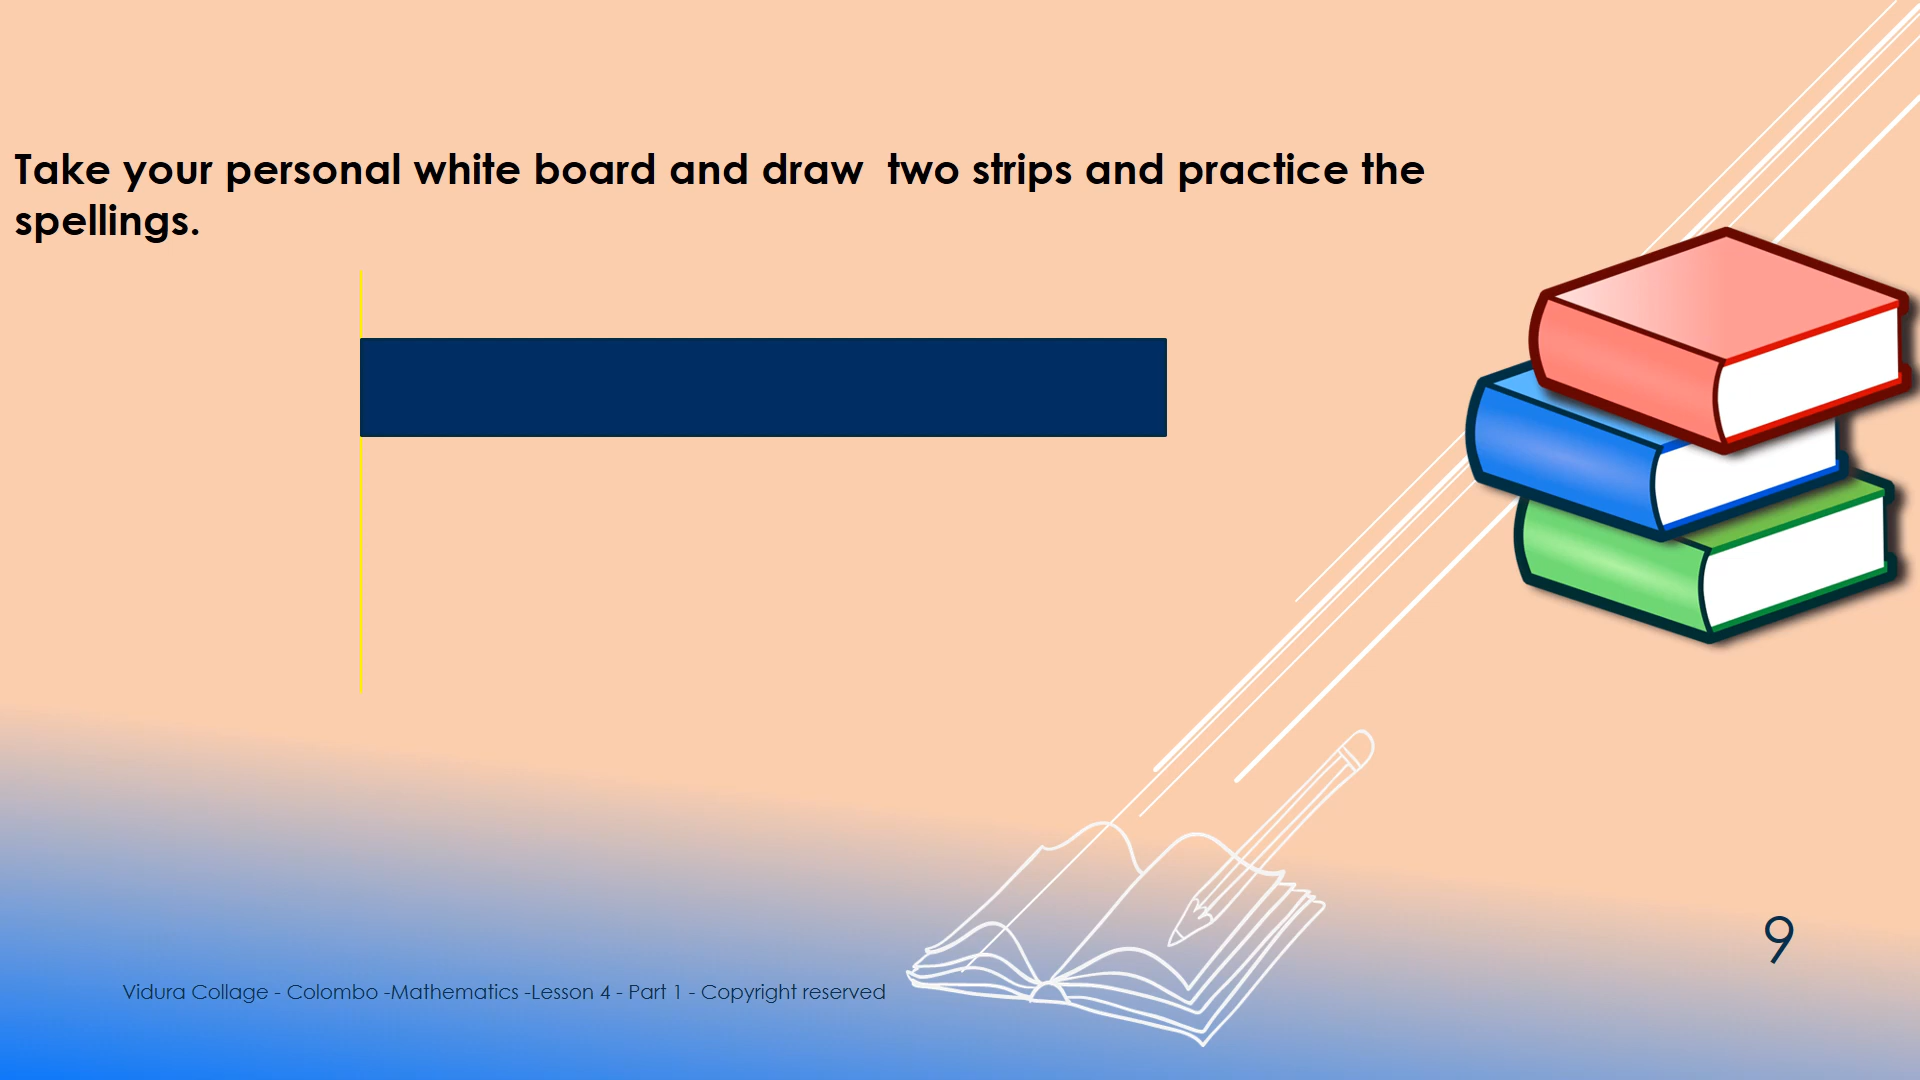 Take your personal white board and draw  two strips and practice the
spellings.
9
Vidura Collage - Colombo -Mathematics -Lesson 4 - Part 1 - Copyright reserved